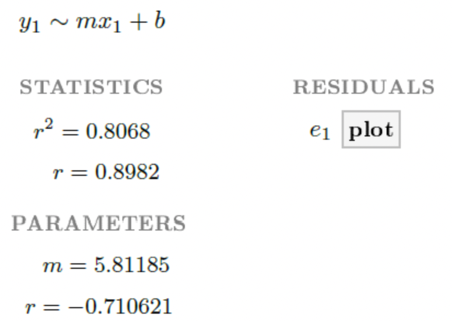 y₁ ~ mx₁ + b
STATISTICS
r² = 0.8068
r = 0.8982
RESIDUALS
e₁ plot
PARAMETERS
m = 5.81185
r = −0.710621